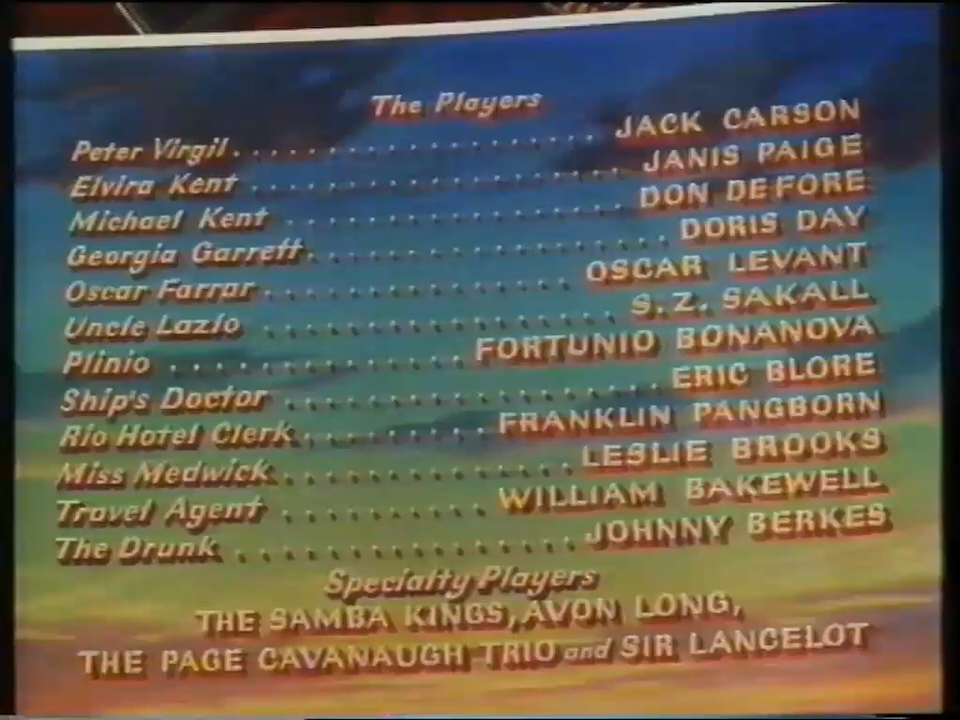 The Players
Peter Virgil . . . . . . . . . . . . . . . . . . . JACK CARSON
Elvira Kent . . . . . . . . . . . . . . . . . . . . JANIS PAIGE
Michael Kent . . . . . . . . . . . . . . . . . . DON DE FORE
Georgia Garrett . . . . . . . . . . . . . . . . . . . DORIS DAY
Oscar Farrar . . . . . . . . . . . . . . . . OSCAR LEVANT
Uncle Lazlo . . . . . . . . . . . . . . . . . . . S. Z. SAKALL
Plinio . . . . . . . . . . . . . . . FORTUNIO BONANOVA
Ship's Doctor . . . . . . . . . . . . . . . . . . . ERIC BLORE
Rio Hotel Clerk . . . . . . . . . . FRANKLIN PANGBORN
Miss Medwick . . . . . . . . . . . . . . . LESLIE BROOKS
Travel Agent . . . . . . . . . . . WILLIAM BAKEWELL
The Drunk . . . . . . . . . . . . . . . . . JOHNNY BERKES
Specialty Players
THE SAMBA KINGS, AVON LONG,
THE PAGE CAVANAUGH TRIO and SIR LANCELOT